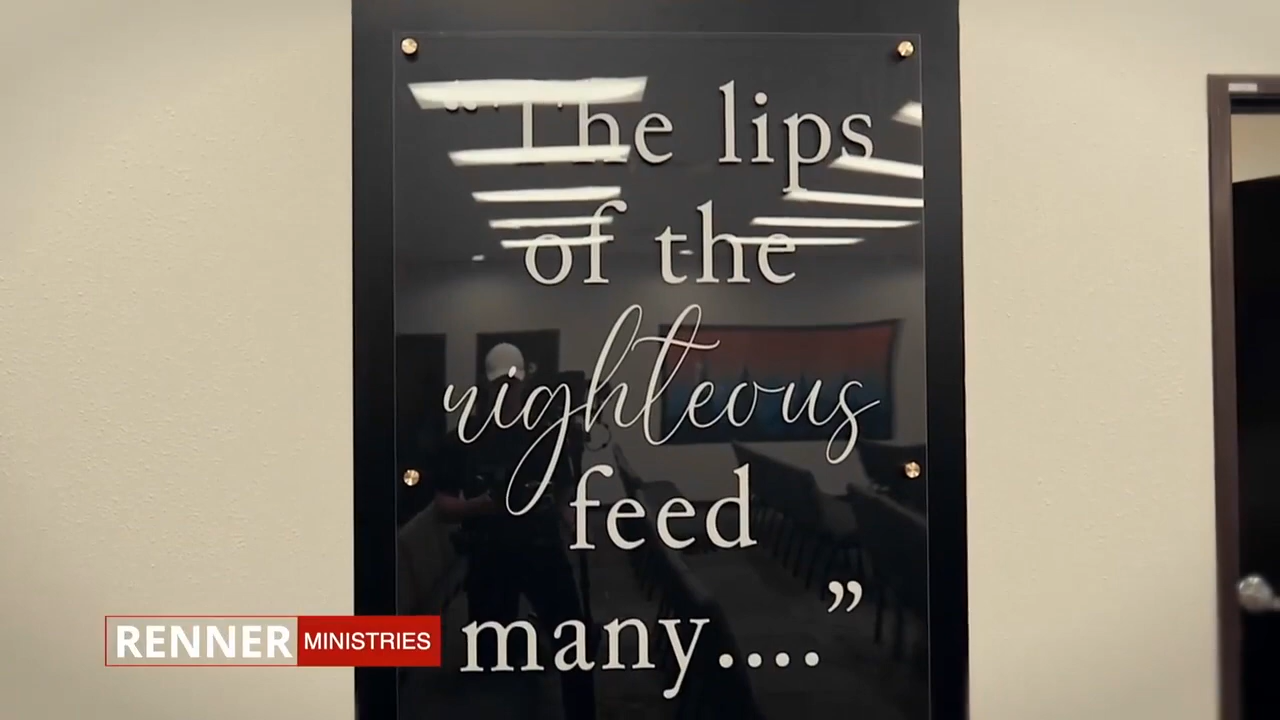 “The lips
of the
righteous
feed
many....”
RENNER MINISTRIES